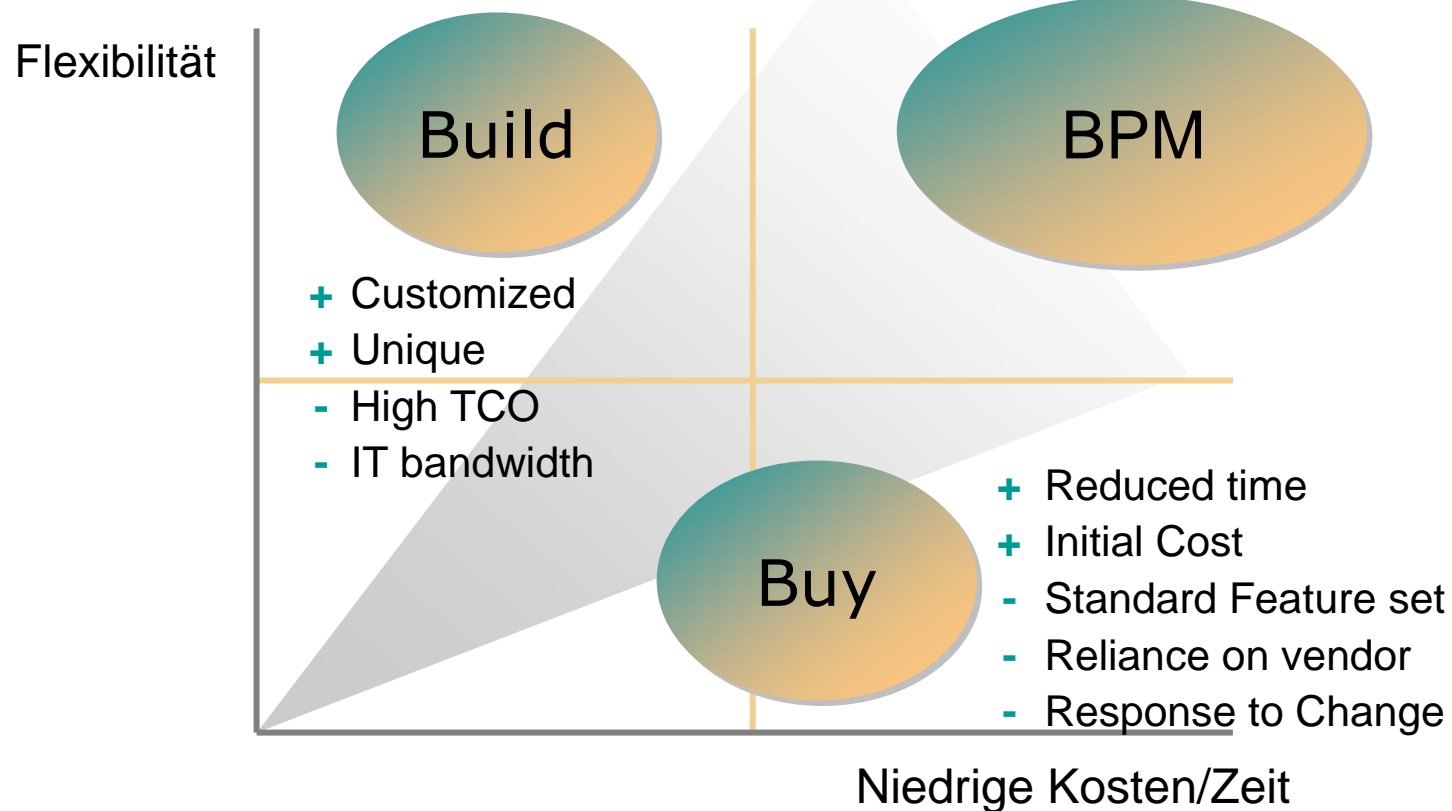 Flexibilität
Build
BPM
+ Customized
+ Unique
- High TCO
- IT bandwidth
Buy
+ Reduced time
+ Initial Cost
- Standard Feature set
- Reliance on vendor
- Response to Change
Niedrige Kosten/Zeit